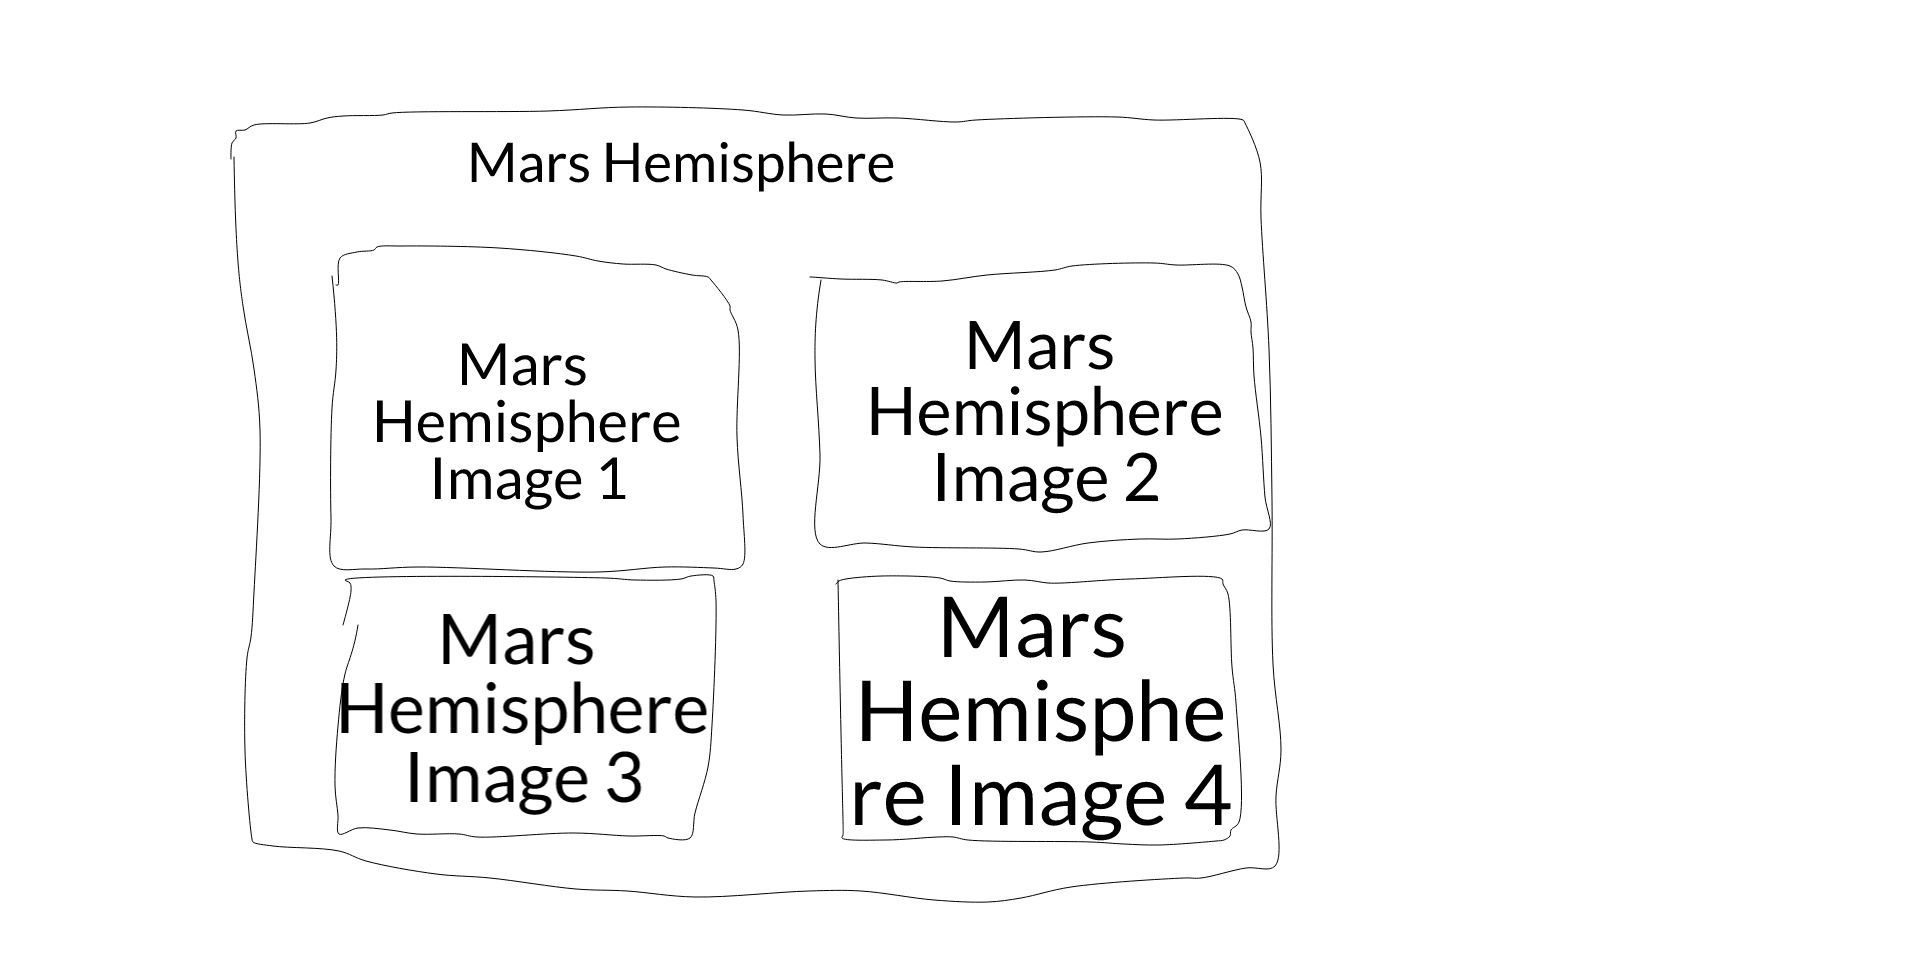 Mars Hemisphere
Mars
Hemisphere
Image 1
Mars
Hemisphere
Image 2
Mars
Hemisphere
Image 3
Mars
Hemisphe
re Image 4